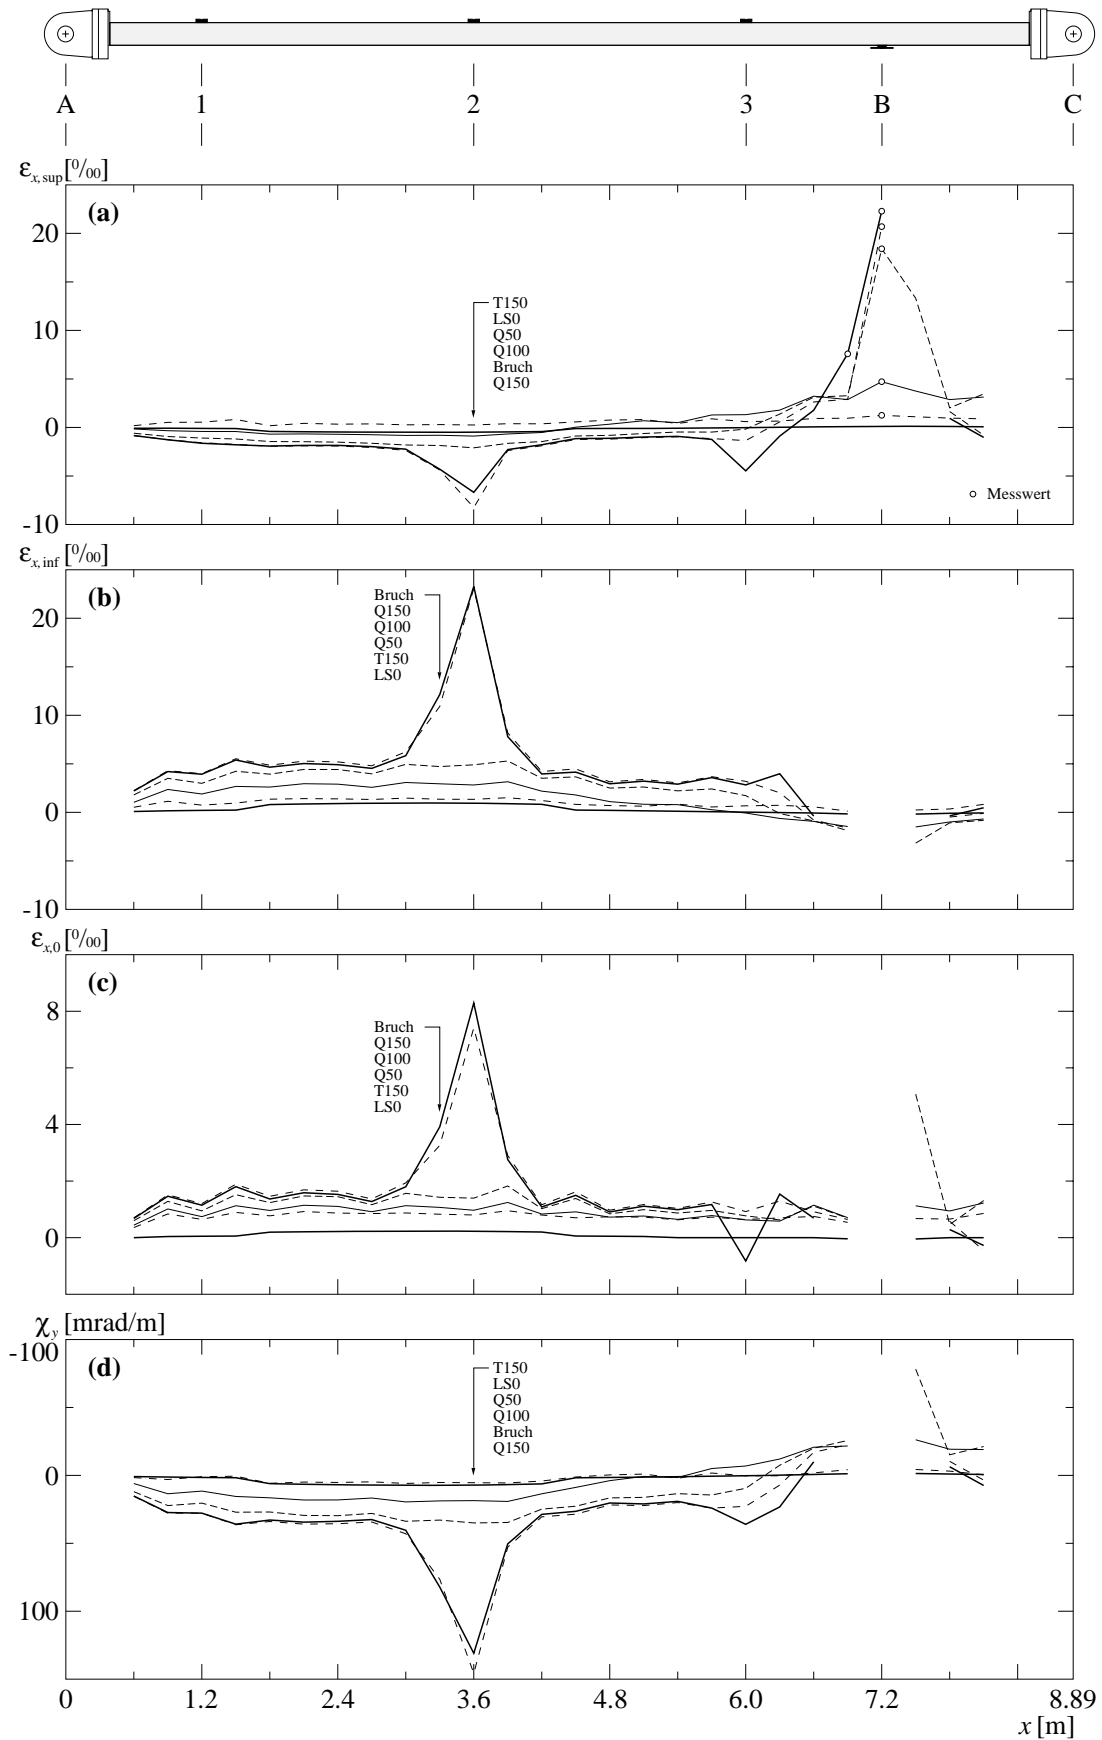 A 1 2 3 B C
εx,sup [0/00]
(a)
20
10
0
-10
T150
LS0
Q50
Q100
Bruch
Q150
Messwert
εx,inf [0/00]
(b)
20
10
0
-10
Bruch
Q150
Q100
Q50
T150
LS0
εx,0 [0/00]
(c)
8
4
0
Bruch
Q150
Q100
Q50
T150
LS0
χy [mrad/m]
(d)
-100
0
100
T150
LS0
Q50
Q100
Bruch
Q150
0 1.2 2.4 3.6 4.8 6.0 7.2 8.89
x [m]